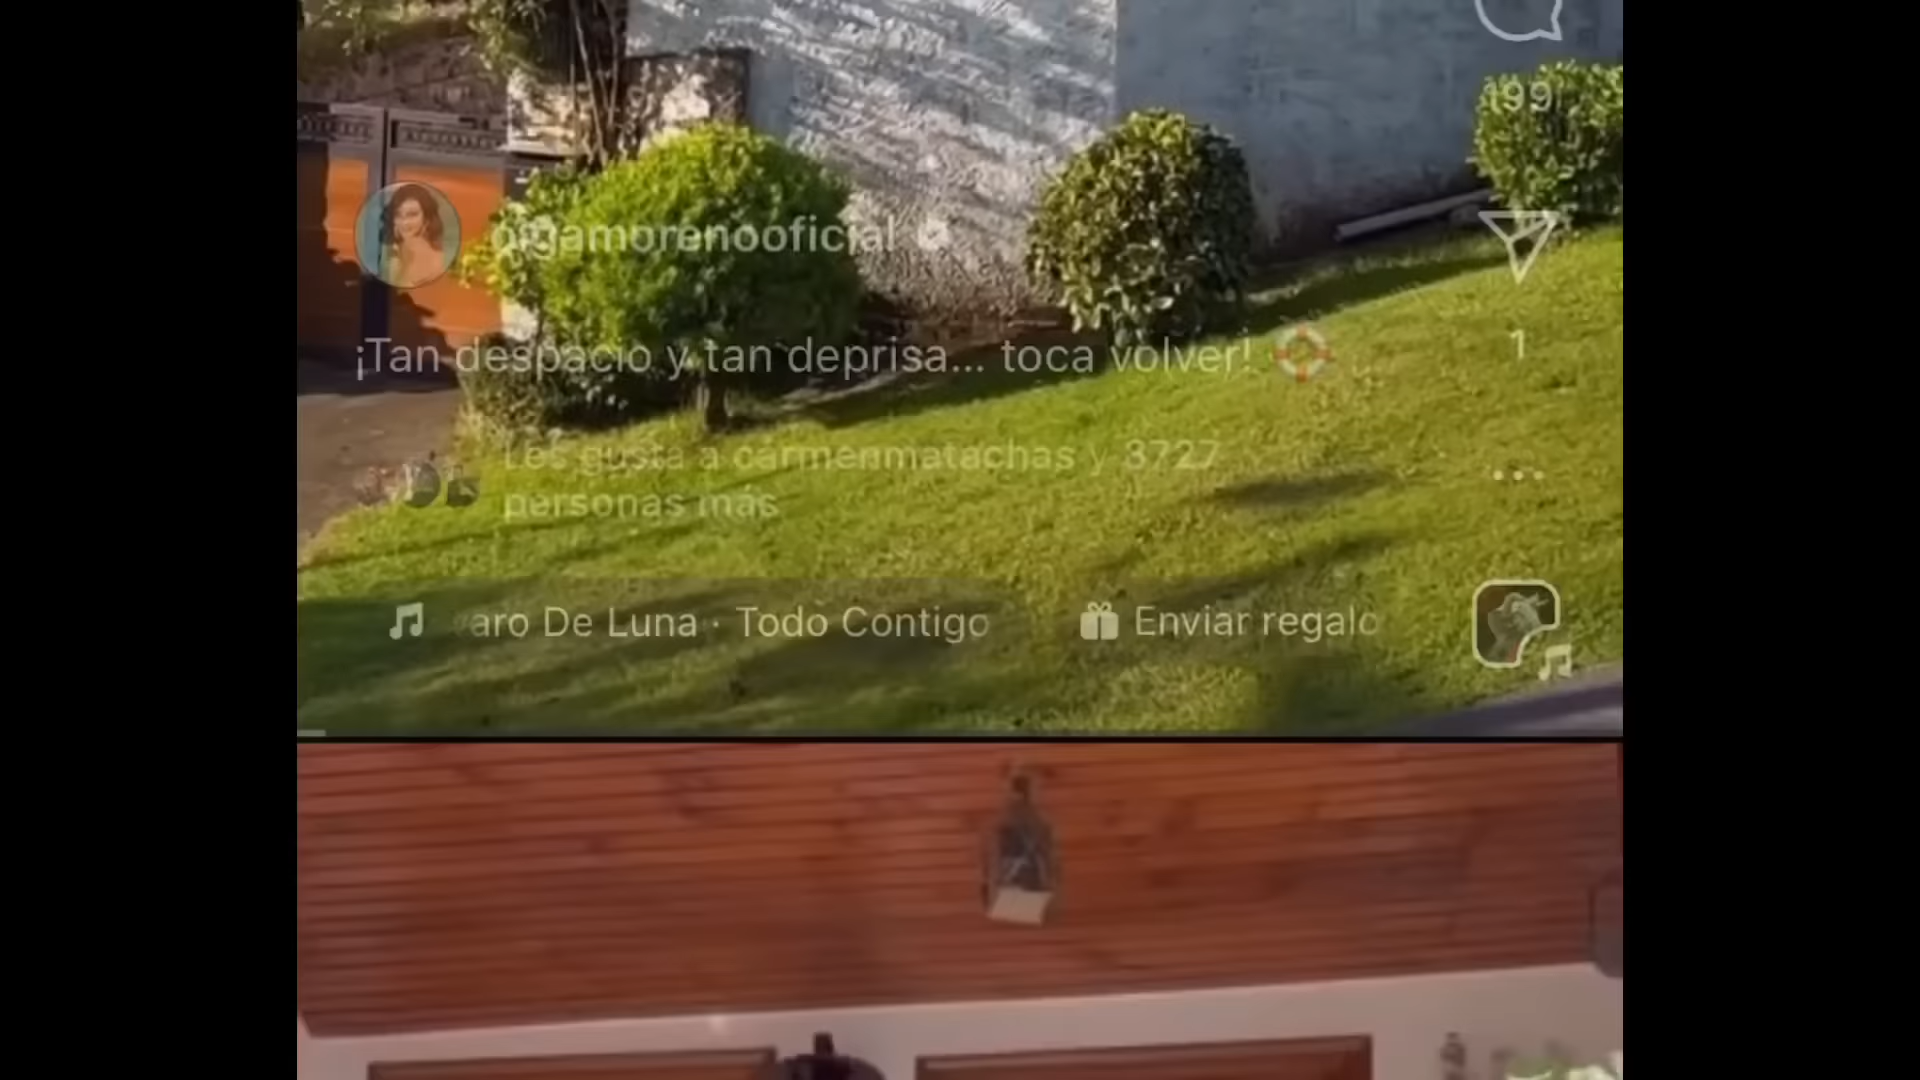 199
olgamorenooficial
¡Tan despacio y tan deprisa... toca volver! 🛟 ...
1
Les gusta a carmenmatachas y 3727
personas más
aro De Luna · Todo Contigo
Enviar regalo